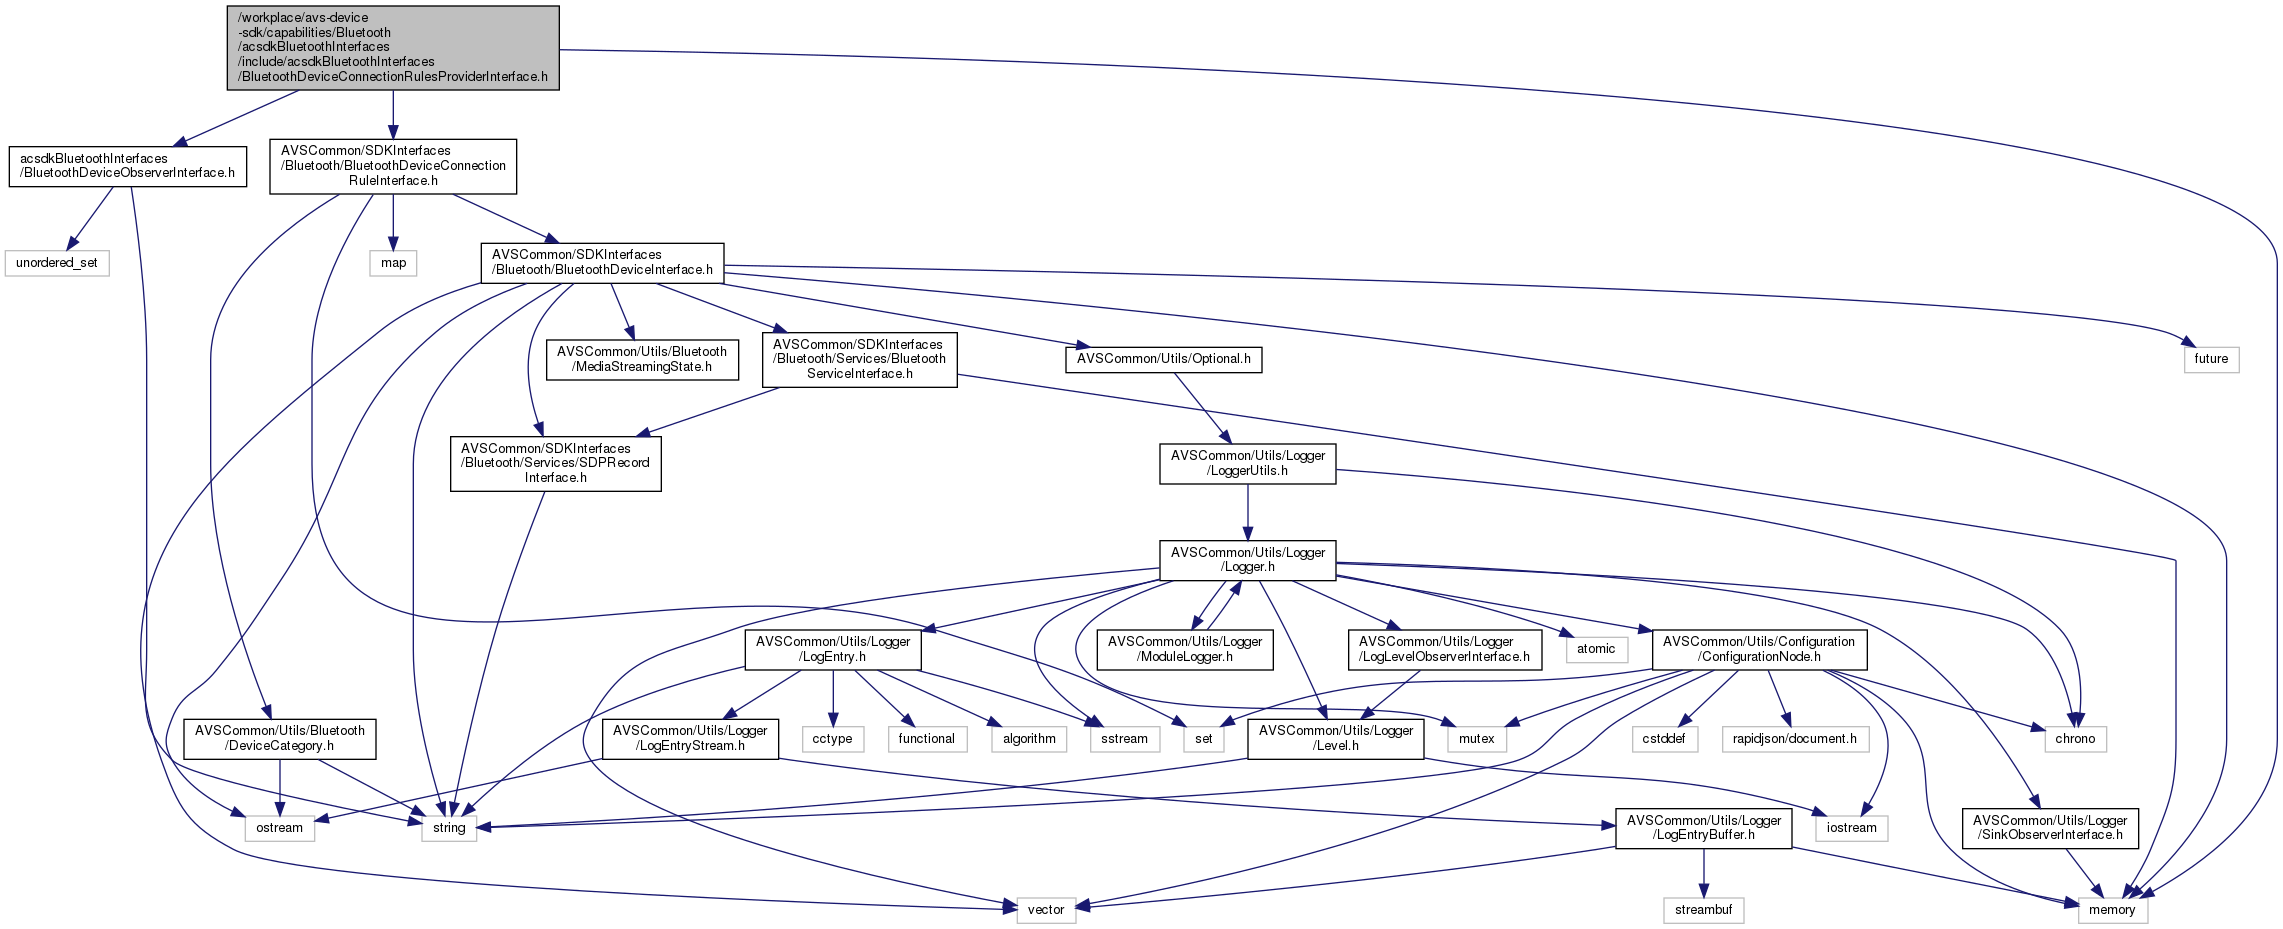 /workplace/avs-device
-sdk/capabilities/Bluetooth
/acsdkBluetoothInterfaces
/include/acsdkBluetoothInterfaces
/BluetoothDeviceConnectionRulesProviderInterface.h
acsdkBluetoothInterfaces
/BluetoothDeviceObserverInterface.h
AVSCommon/SDKInterfaces
/Bluetooth/BluetoothDeviceConnection
RuleInterface.h
unordered_set
map
AVSCommon/SDKInterfaces
/Bluetooth/BluetoothDeviceInterface.h
AVSCommon/Utils/Bluetooth
/MediaStreamingState.h
AVSCommon/SDKInterfaces
/Bluetooth/Services/Bluetooth
ServiceInterface.h
AVSCommon/Utils/Optional.h
future
AVSCommon/SDKInterfaces
/Bluetooth/Services/SDPRecord
Interface.h
AVSCommon/Utils/Logger
/LoggerUtils.h
AVSCommon/Utils/Logger
/Logger.h
AVSCommon/Utils/Logger
/LogEntry.h
AVSCommon/Utils/Logger
/ModuleLogger.h
AVSCommon/Utils/Logger
/LogLevelObserverInterface.h
atomic
AVSCommon/Utils/Configuration
/ConfigurationNode.h
AVSCommon/Utils/Bluetooth
/DeviceCategory.h
AVSCommon/Utils/Logger
/LogEntryStream.h
cctype
functional
algorithm
sstream
set
AVSCommon/Utils/Logger
/Level.h
mutex
cstddef
rapidjson/document.h
chrono
ostream
string
AVSCommon/Utils/Logger
/LogEntryBuffer.h
iostream
AVSCommon/Utils/Logger
/SinkObserverInterface.h
vector
streambuf
memory